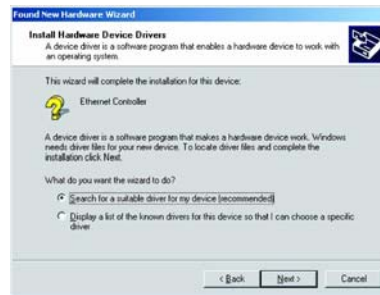 Found New Hardware Wizard
Install Hardware Device Drivers
A device driver is a software program that enables a hardware device to work with
an operating system.
This wizard will complete the installation for this device:
Ethernet Controller
A device driver is a software program that makes a hardware device work. Windows
needs driver files for your new device. To locate driver files and complete the
installation click Next.
What do you want the wizard to do?
Search for a suitable driver for my device (recommended)
Display a list of the known drivers for this device so that I can choose a specific
driver
< Back Next > Cancel